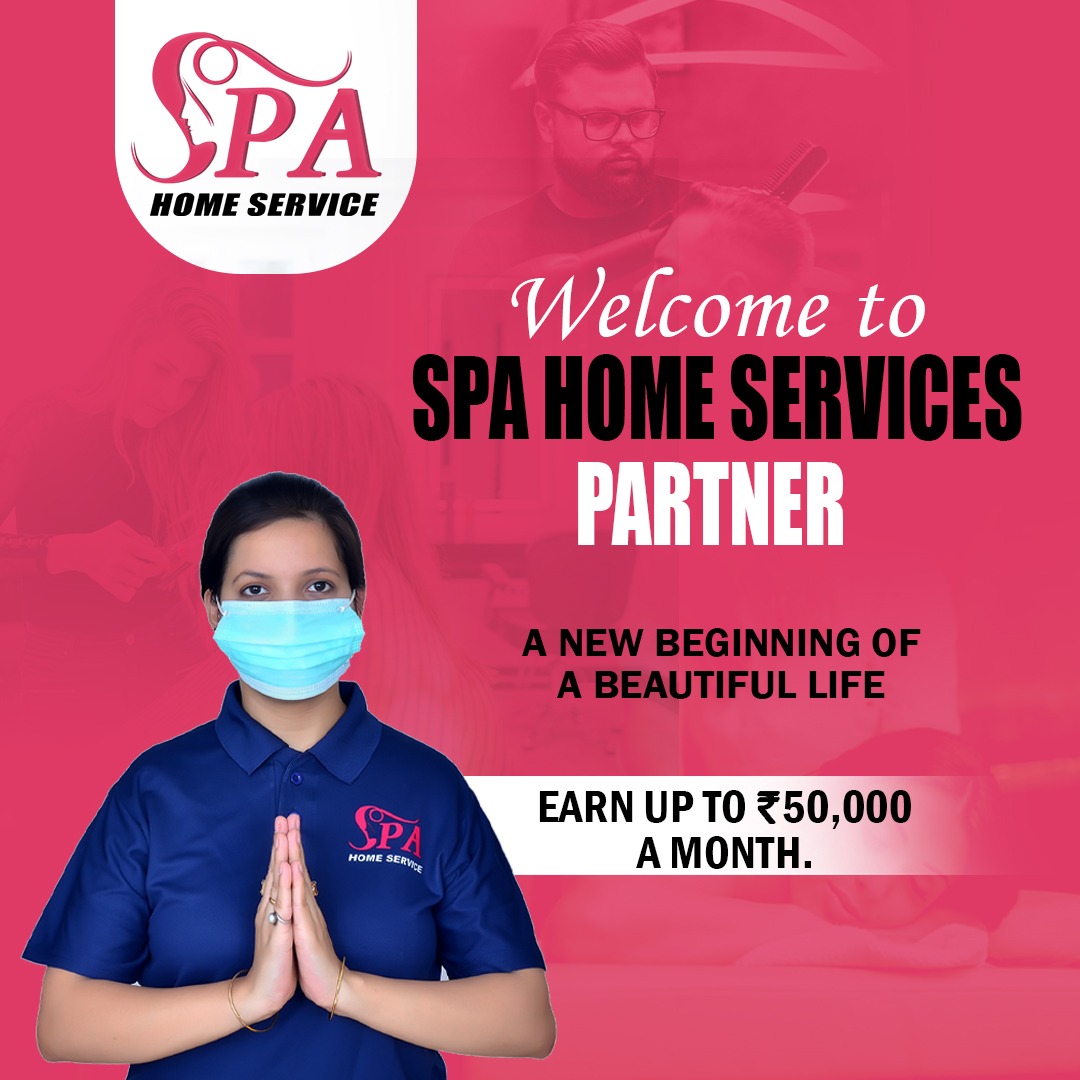 SPA
HOME SERVICE
Welcome to
SPA HOME SERVICES
PARTNER
A NEW BEGINNING OF
A BEAUTIFUL LIFE
EARN UP TO ₹50,000
A MONTH.
SPA
HOME SERVICE